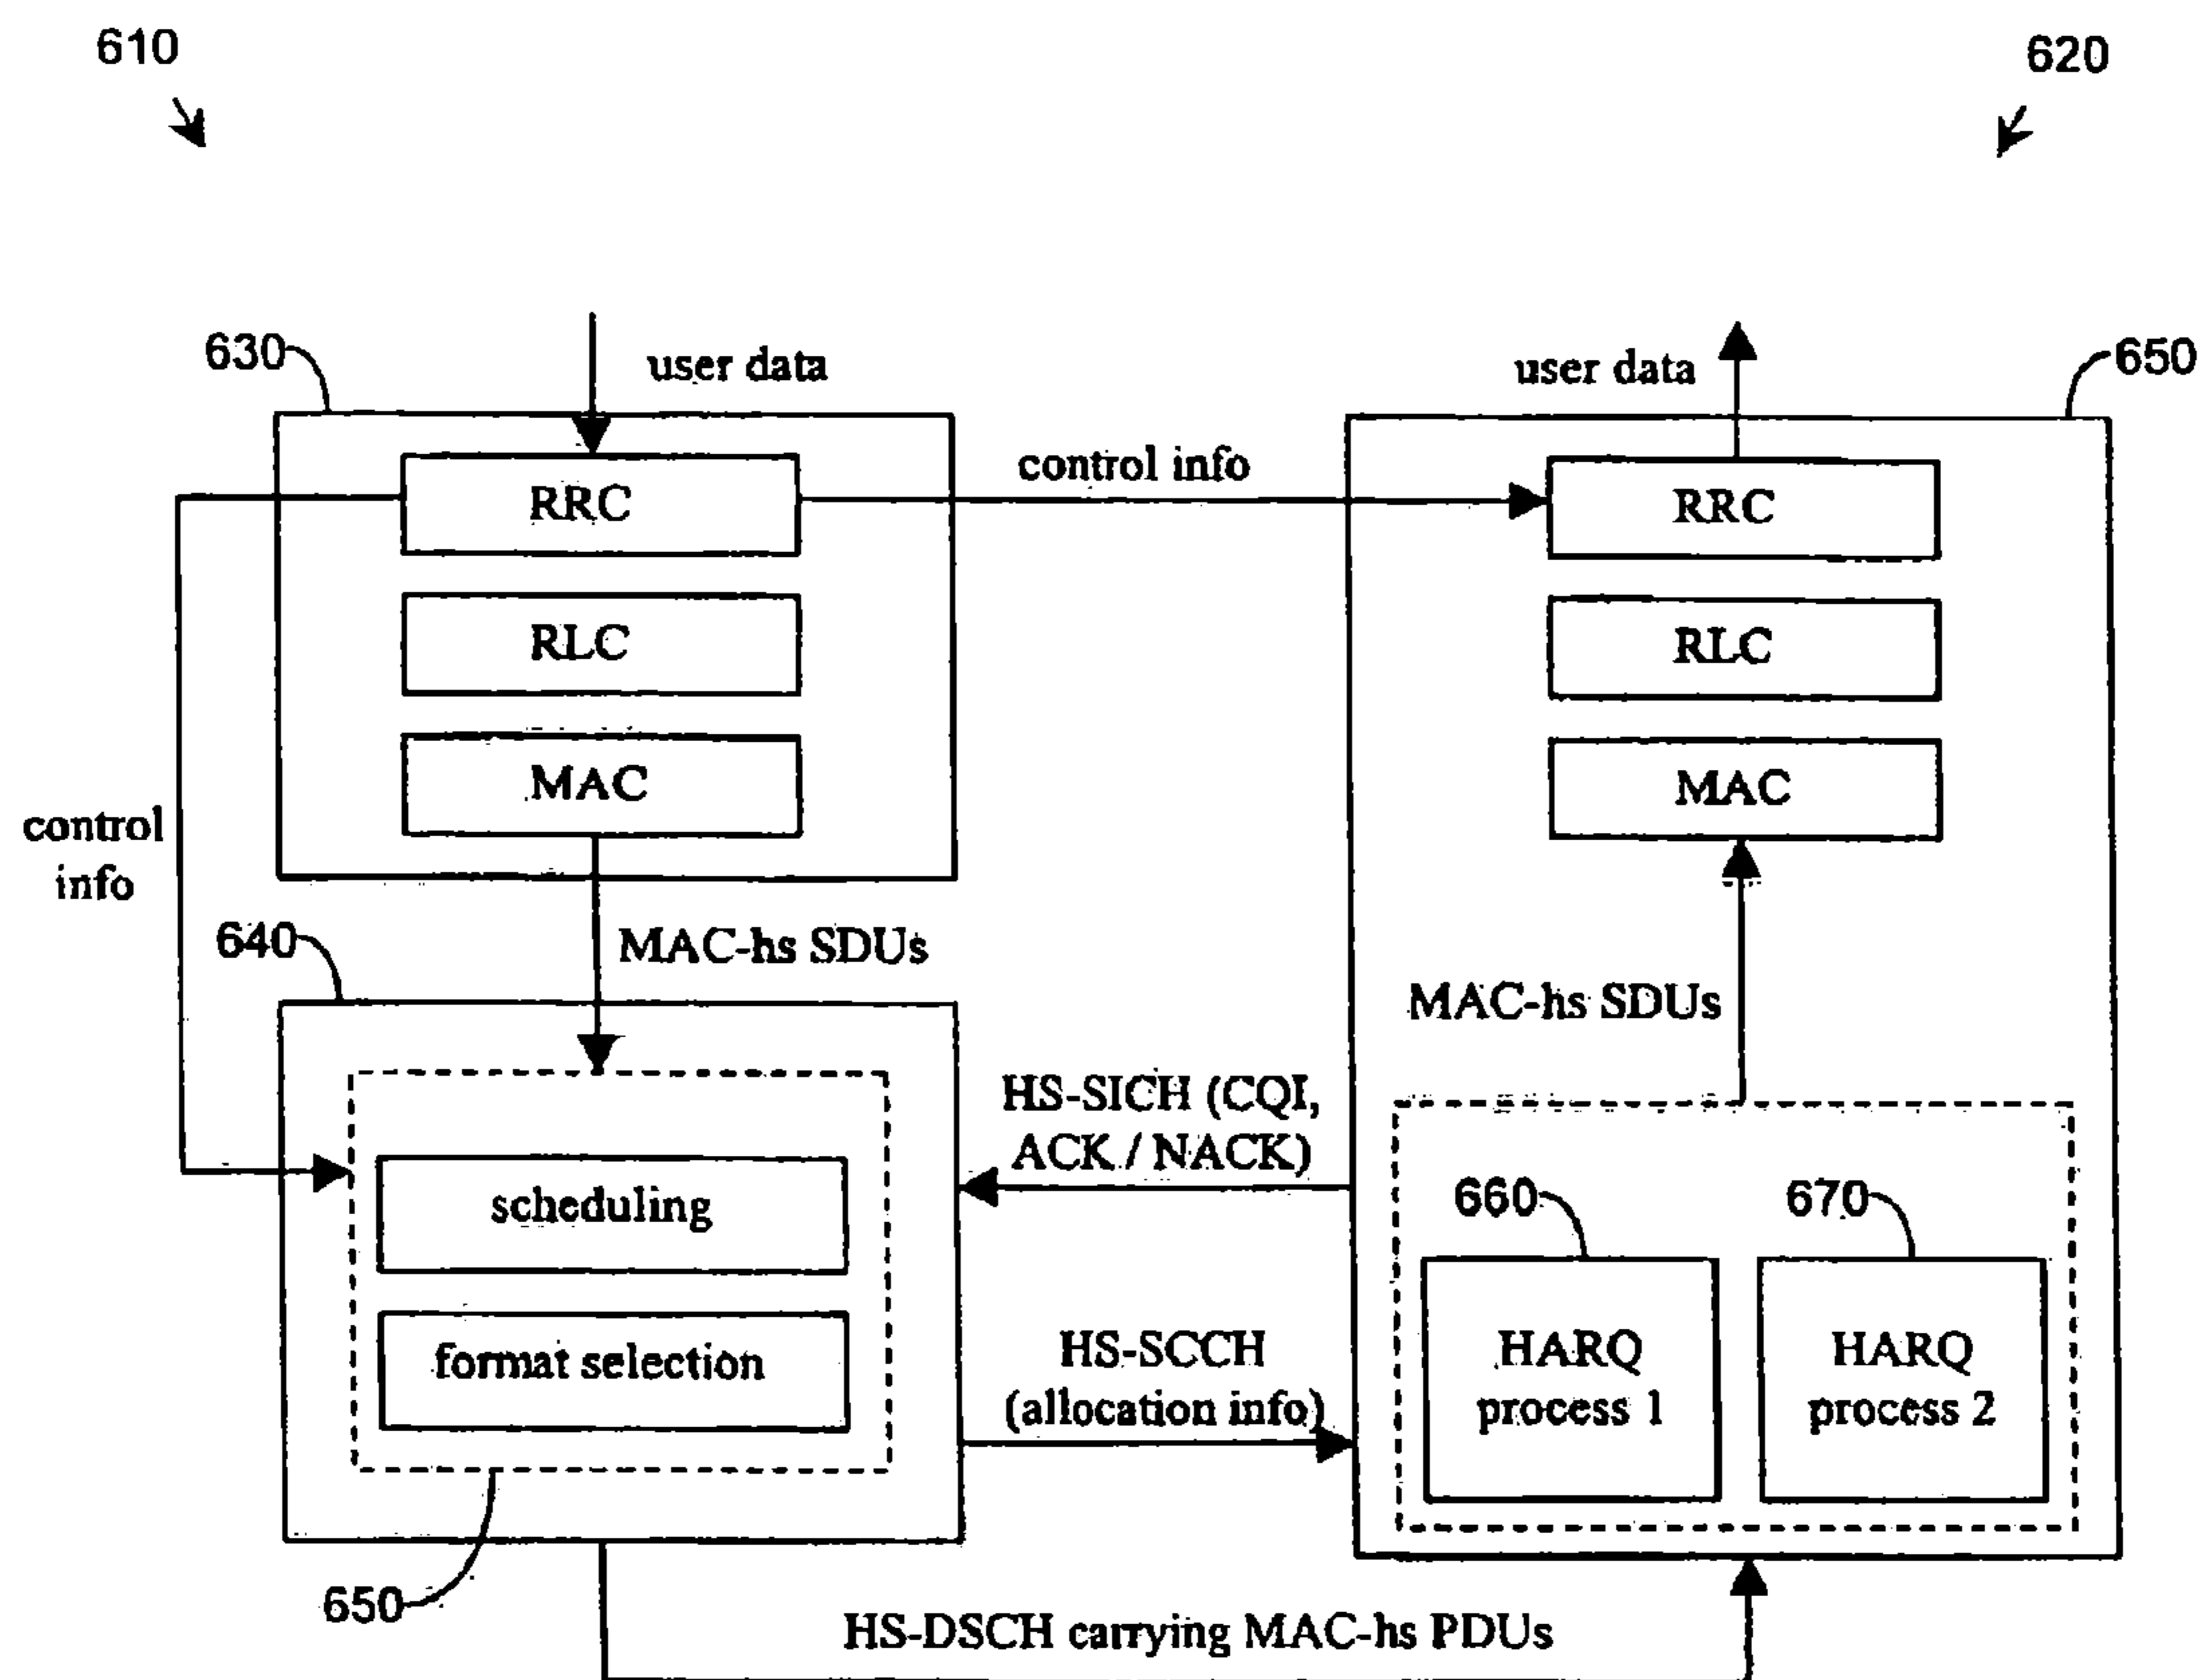 610
620
630
user data
user data
650
RRC
control info
RRC
RLC
RLC
MAC
MAC
control
info
640
MAC-hs SDUs
MAC-hs SDUs
HS-SICH (CQI,
ACK / NACK)
scheduling
660
670
format selection
HS-SCCH
(allocation info)
HARQ
process 1
HARQ
process 2
650
HS-DSCH carrying MAC-hs PDUs